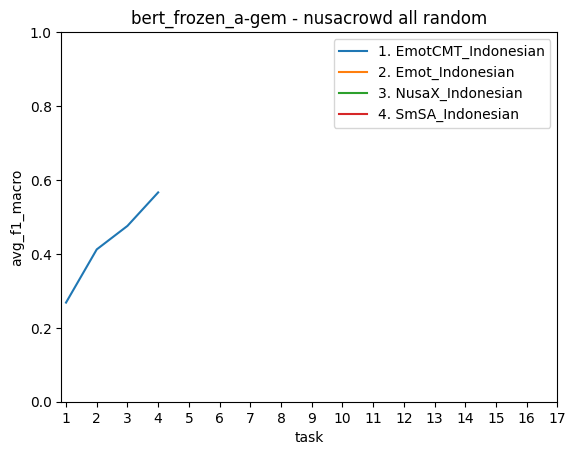 bert_frozen_a-gem - nusacrowd all random
1. EmotCMT_Indonesian
2. Emot_Indonesian
3. NusaX_Indonesian
4. SmSA_Indonesian
avg_f1_macro
1.0
0.8
0.6
0.4
0.2
0.0
1 2 3 4 5 6 7 8 9 10 11 12 13 14 15 16 17
task